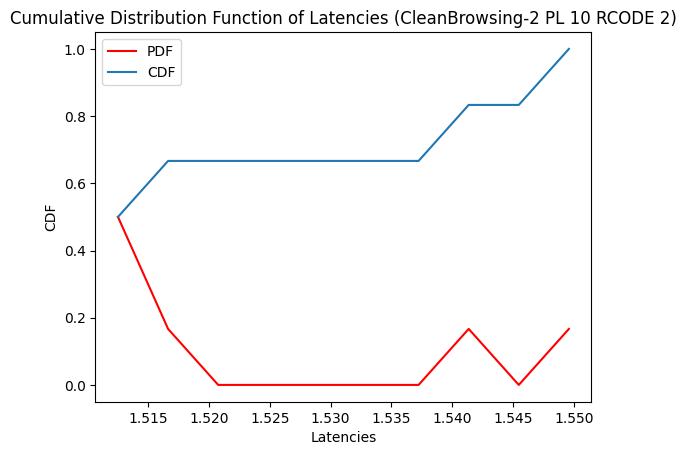 Cumulative Distribution Function of Latencies (CleanBrowsing-2 PL 10 RCODE 2)
PDF
CDF
1.0
0.8
0.6
0.4
0.2
0.0
CDF
1.515 1.520 1.525 1.530 1.535 1.540 1.545 1.550
Latencies